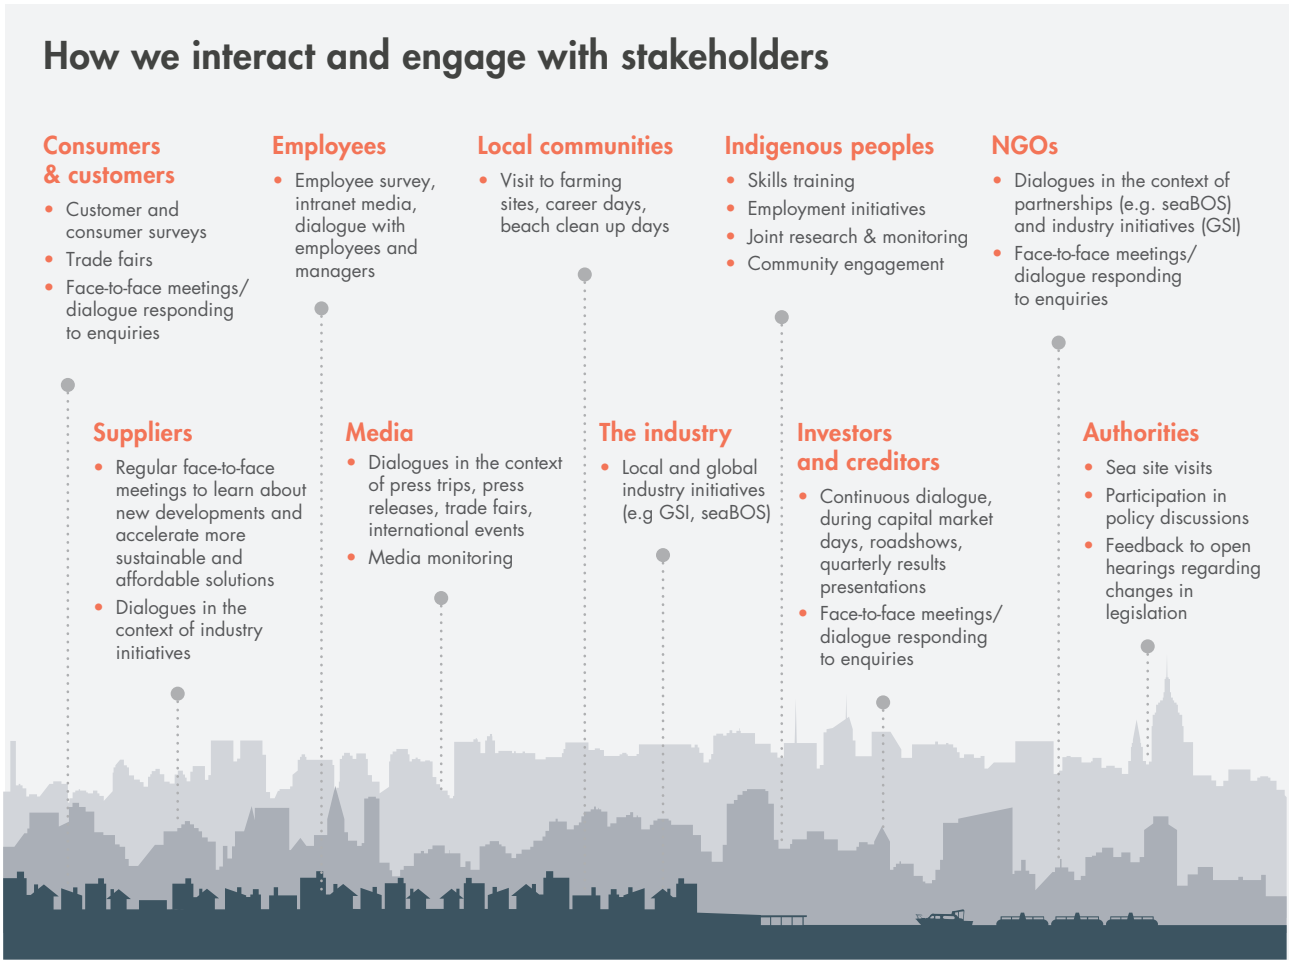 How we interact and engage with stakeholders
Consumers
& customers
• Customer and
consumer surveys
• Trade fairs
• Face-to-face meetings/
dialogue responding
to enquiries
Employees
• Employee survey,
intranet media,
dialogue with
employees and
managers
Local communities
• Visit to farming
sites, career days,
beach clean up days
Indigenous peoples
• Skills training
• Employment initiatives
• Joint research & monitoring
• Community engagement
NGOs
• Dialogues in the context of
partnerships (e.g. seaBOS)
and industry initiatives (GSI)
• Face-to-face meetings/
dialogue responding
to enquiries
Suppliers
• Regular face-to-face
meetings to learn about
new developments and
accelerate more
sustainable and
affordable solutions
• Dialogues in the
context of industry
initiatives
Media
• Dialogues in the context
of press trips, press
releases, trade fairs,
international events
• Media monitoring
The industry
• Local and global
industry initiatives
(e.g GSI, seaBOS)
Investors
and creditors
• Continuous dialogue,
during capital market
days, roadshows,
quarterly results
presentations
• Face-to-face meetings/
dialogue responding
to enquiries
Authorities
• Sea site visits
• Participation in
policy discussions
• Feedback to open
hearings regarding
changes in
legislation